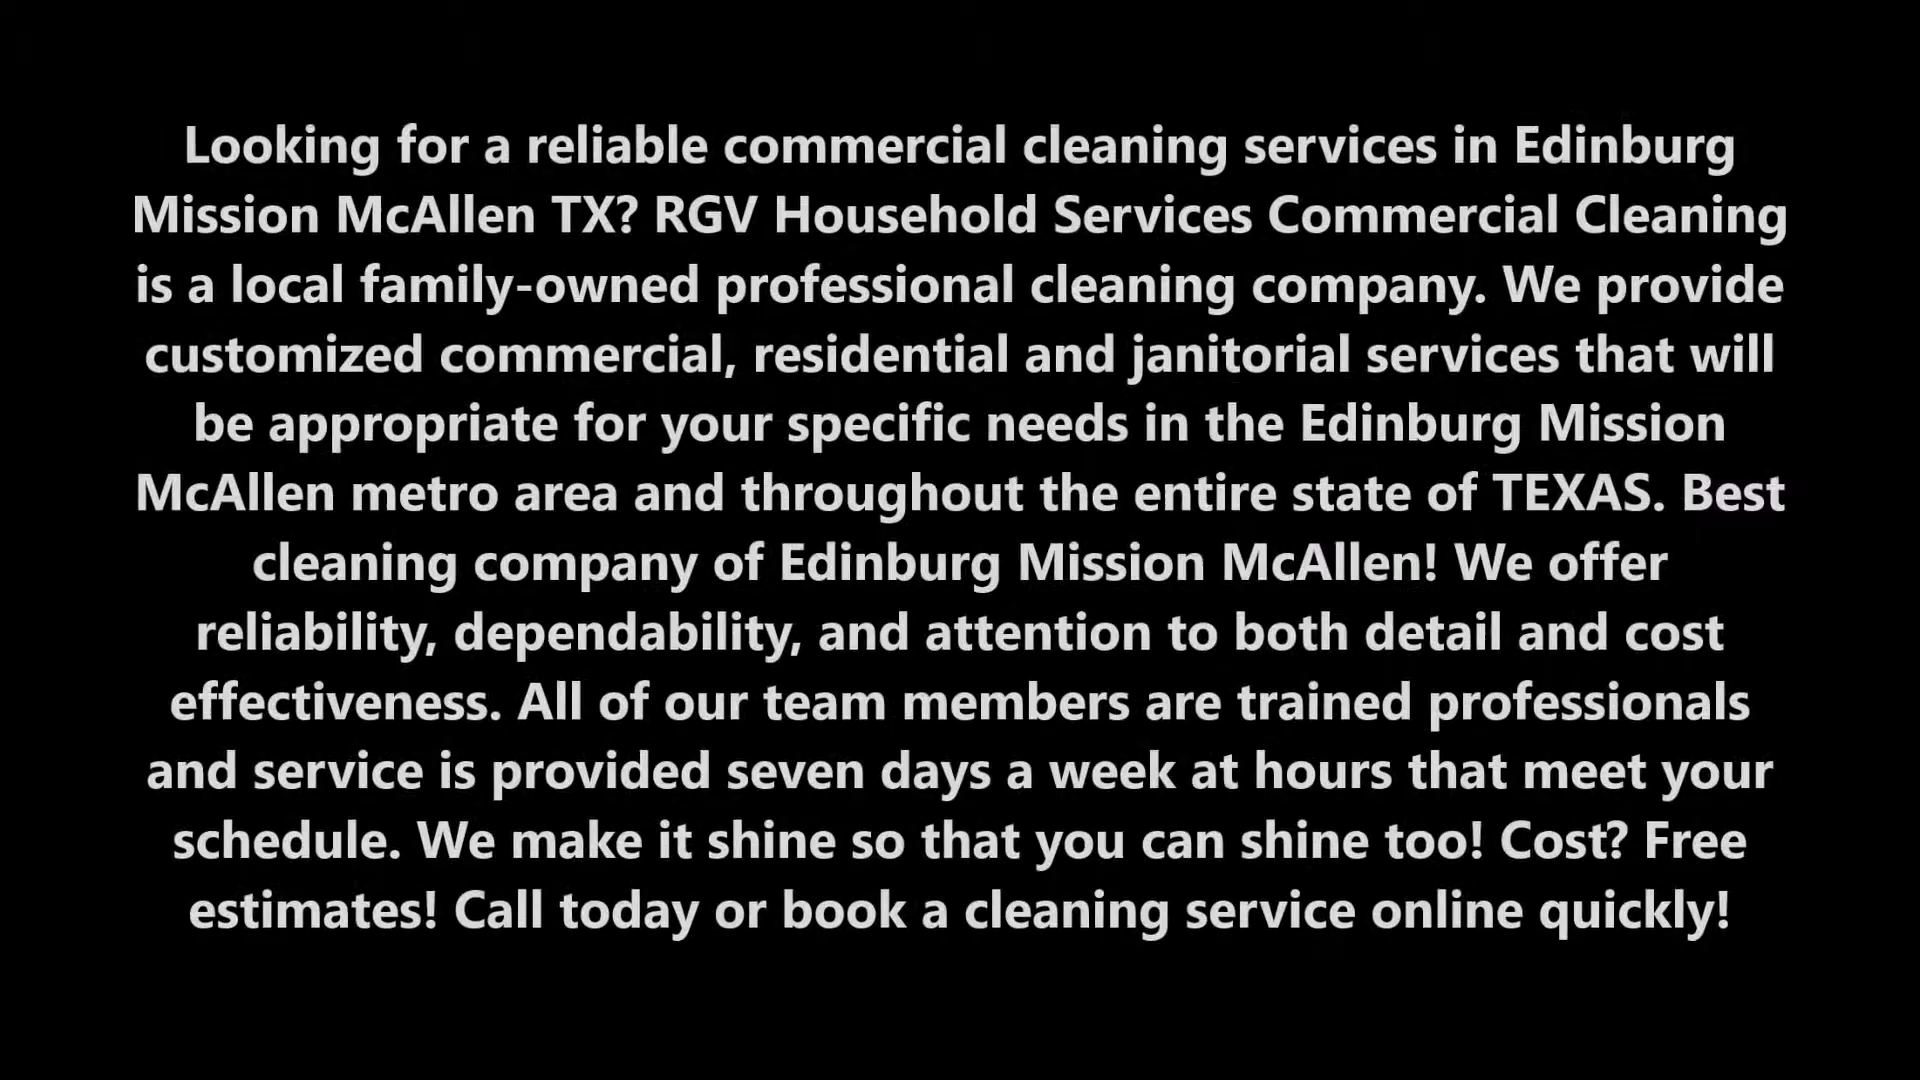 Looking for a reliable commercial cleaning services in Edinburg
Mission McAllen TX? RGV Household Services Commercial Cleaning
is a local family-owned professional cleaning company. We provide
customized commercial, residential and janitorial services that will
be appropriate for your specific needs in the Edinburg Mission
McAllen metro area and throughout the entire state of TEXAS. Best
cleaning company of Edinburg Mission McAllen! We offer
reliability, dependability, and attention to both detail and cost
effectiveness. All of our team members are trained professionals
and service is provided seven days a week at hours that meet your
schedule. We make it shine so that you can shine too! Cost? Free
estimates! Call today or book a cleaning service online quickly!